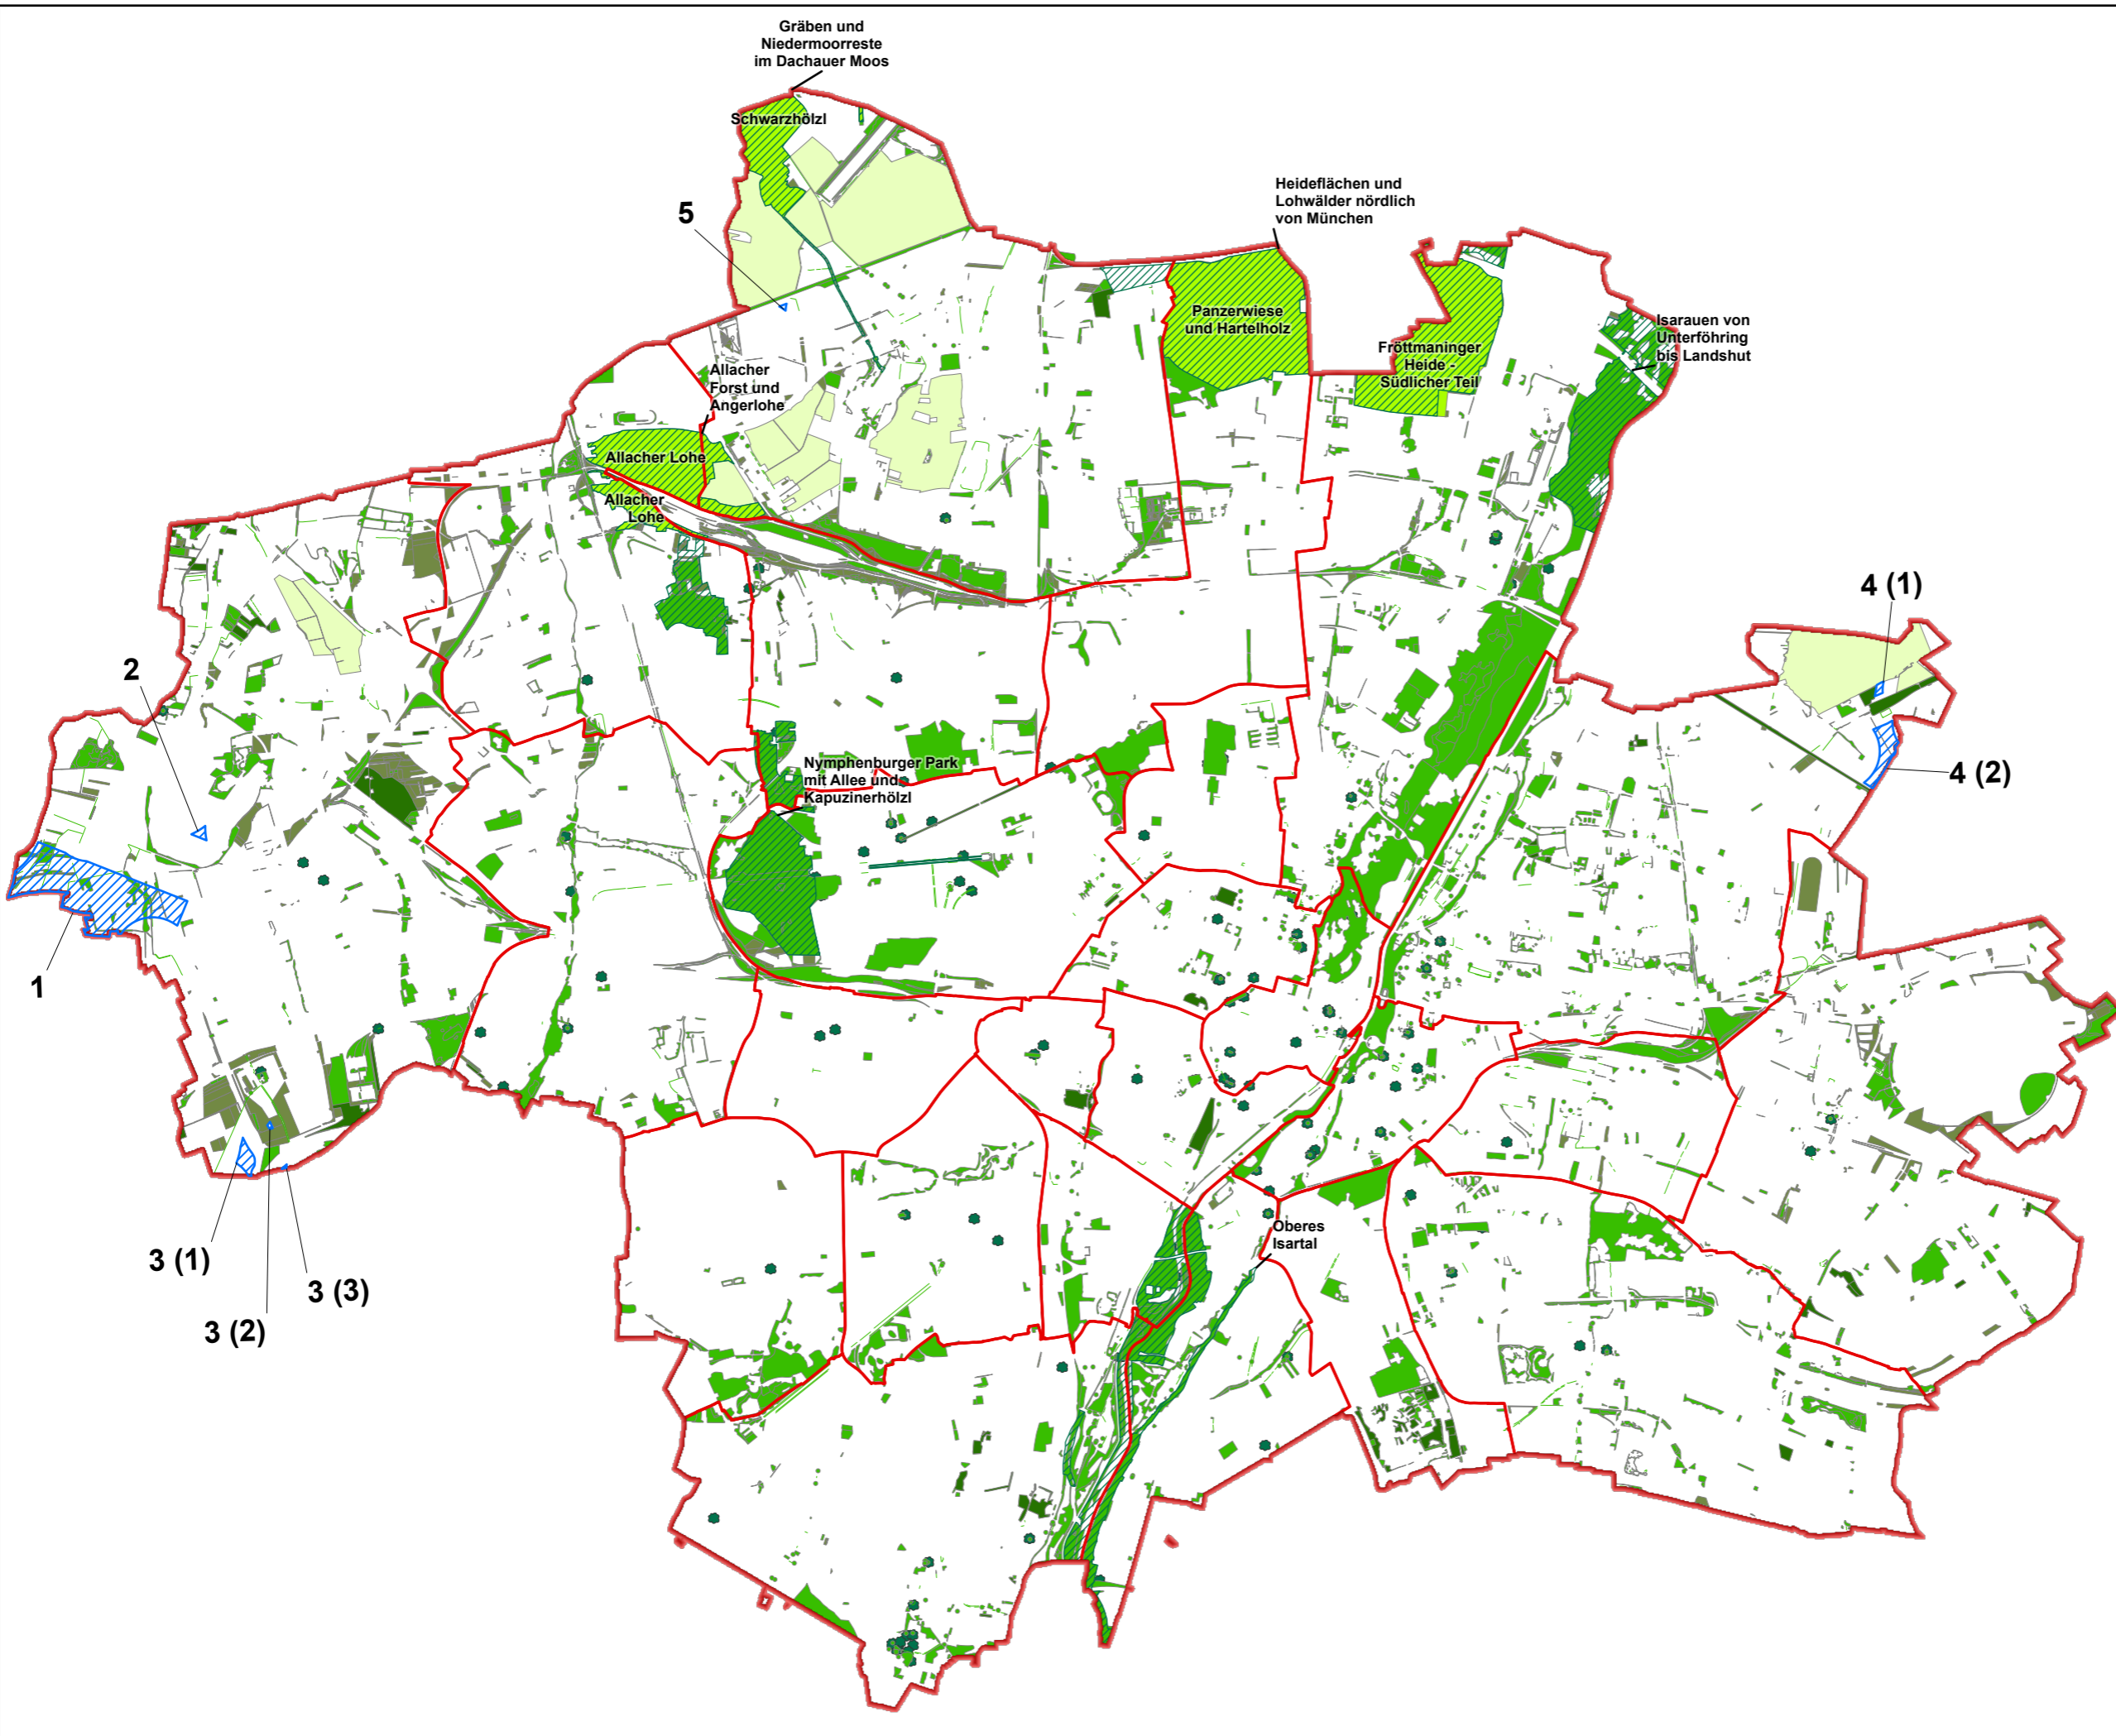 Gräben und
Niedermoorreste
im Dachauer Moos
Schwarzhölzl
Heideflächen und
Lohwälder nördlich
von München
5
Panzerwiese
und Hartelholz
Isarauen von
Unterföhring
bis Landshut
Fröttmaninger
Heide -
Südlicher Teil
Allacher
Forst und
Angerlohe
Allacher Lohe
Allacher
Lohe
4 (1)
2
4 (2)
Nymphenburger Park
mit Allee und
Kapuzinerhölzl
1
Oberes
Isartal
3 (1)
3 (3)
3 (2)